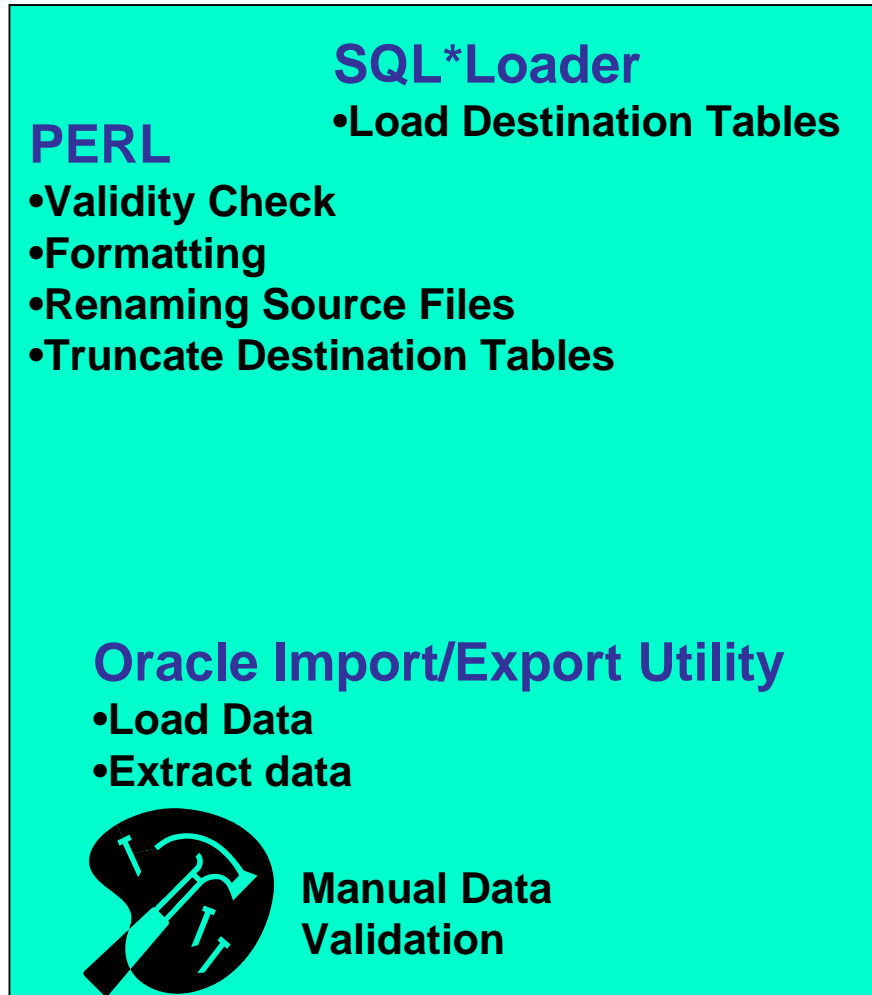 SQL*Loader
•Load Destination Tables
PERL
•Validity Check
•Formatting
•Renaming Source Files
•Truncate Destination Tables
Oracle Import/Export Utility
•Load Data
•Extract data
Manual Data
Validation